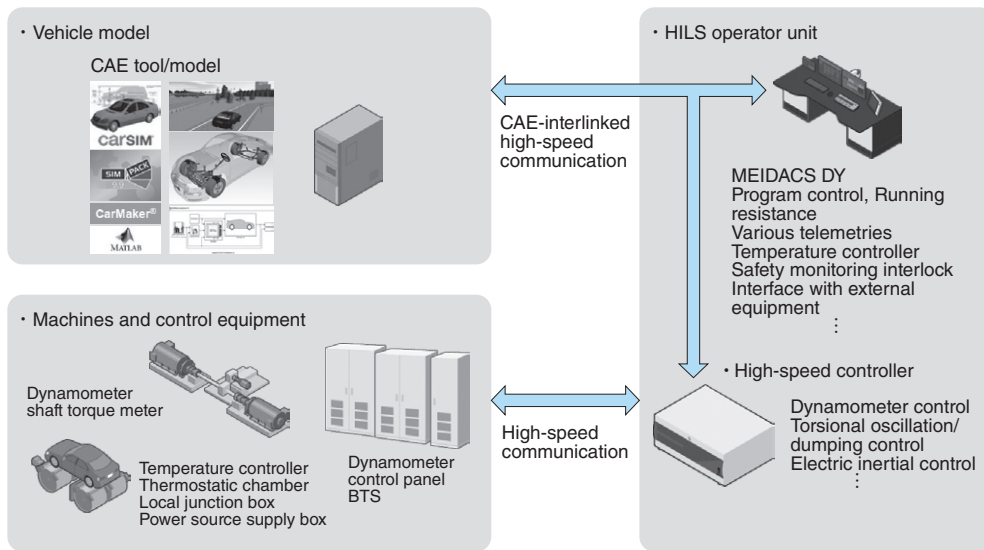 ・Vehicle model
CAE tool/model
carSIM
SIM
PACK
CarMaker®
MATLAB
CAE-interlinked
high-speed
communication
・HILS operator unit
MEIDACS DY
Program control, Running
resistance
Various telemetries
Temperature controller
Safety monitoring interlock
Interface with external
equipment
⋮
・Machines and control equipment
Dynamometer
shaft torque meter
Temperature controller
Thermostatic chamber
Local junction box
Power source supply box
Dynamometer
control panel
BTS
High-speed
communication
・High-speed controller
Dynamometer control
Torsional oscillation/
dumping control
Electric inertial control
⋮